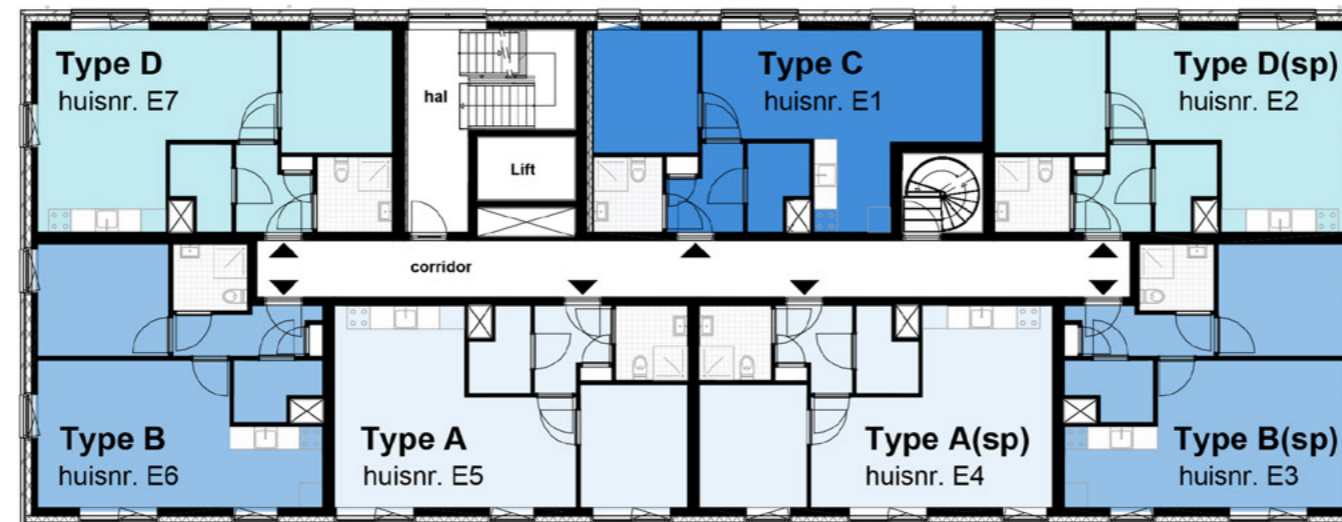 Type D
huisnr. E7
hal
Lift
Type C
huisnr. E1
Type D(sp)
huisnr. E2
corridor
Type B
huisnr. E6
Type A
huisnr. E5
Type A(sp)
huisnr. E4
Type B(sp)
huisnr. E3